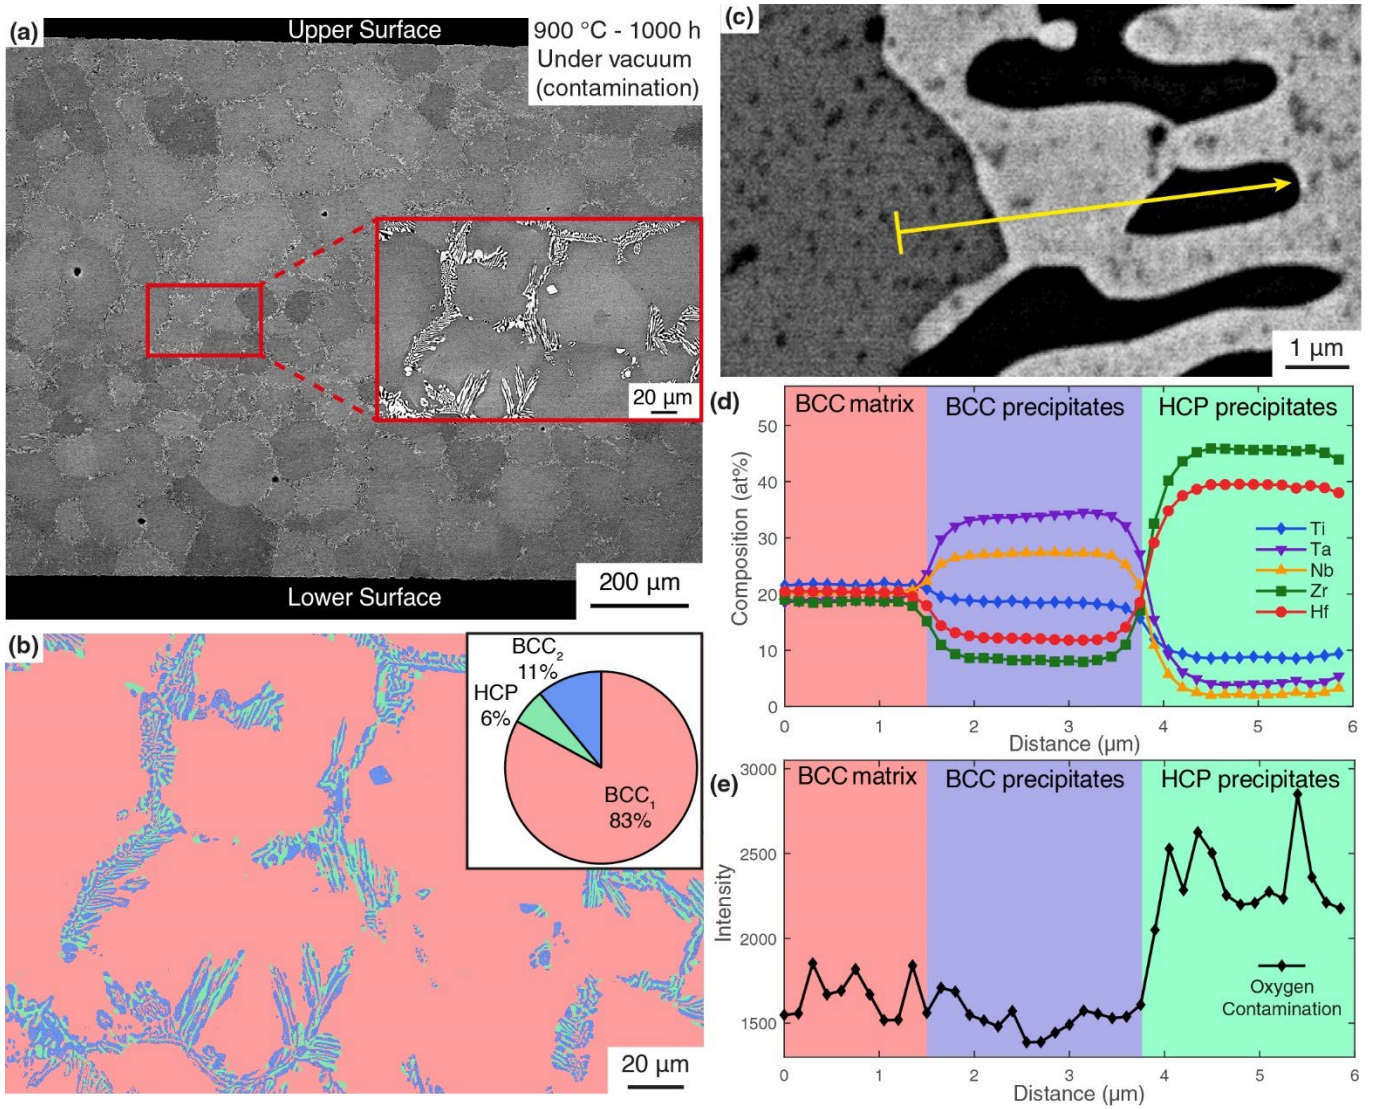 (a)
Upper Surface
900 °C - 1000 h
Under vacuum
(contamination)
20 µm
200 µm
Lower Surface
(b)
BCC2
11%
HCP
6%
BCC1
83%
20 µm
(c)
1 µm
(d)
BCC matrix
BCC precipitates
HCP precipitates
50
40
30
20
10
0
Composition (at%)
Ti
Ta
Nb
Zr
Hf
0 1 2 3 4 5 6
Distance (µm)
(e)
BCC matrix
BCC precipitates
HCP precipitates
3000
2500
2000
1500
Intensity
Oxygen
Contamination
0 1 2 3 4 5 6
Distance (µm)